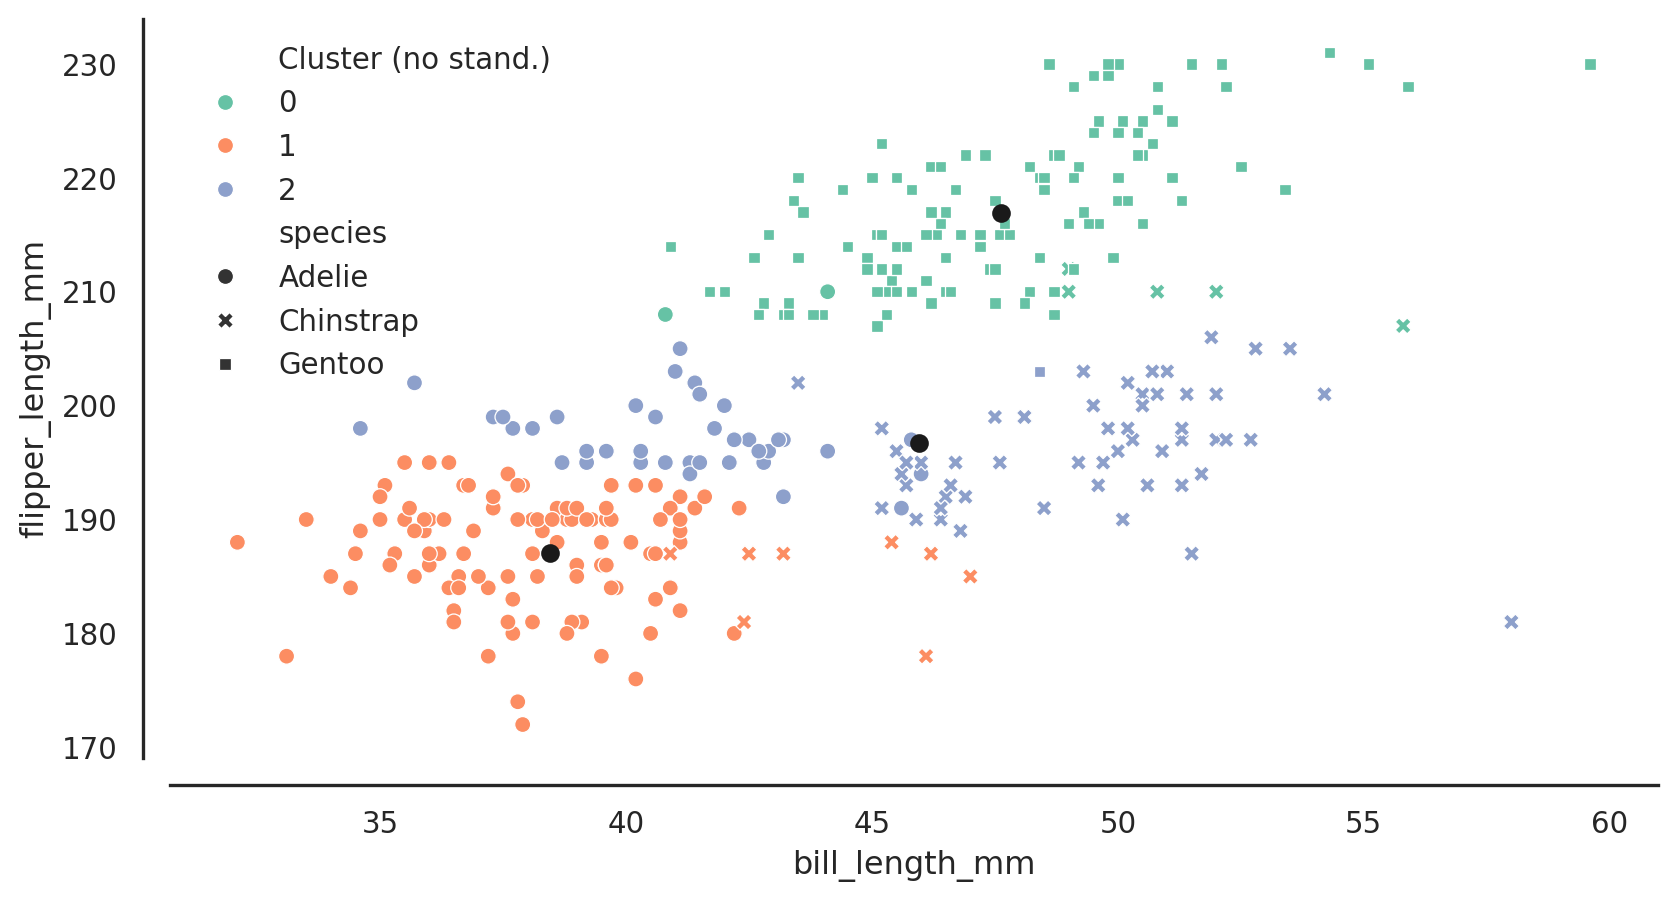 Cluster (no stand.)
0
1
2
species
Adelie
Chinstrap
Gentoo
230
220
210
200
190
180
170
flipper_length_mm
35
40
45
50
55
60
bill_length_mm